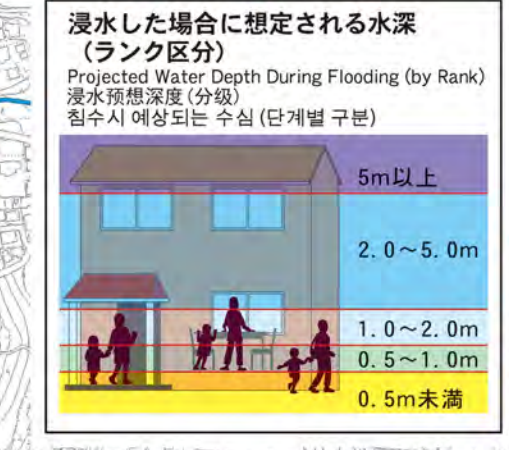 浸水した場合に想定される水深
（ランク区分）
Projected Water Depth During Flooding (by Rank)
浸水预想深度(分级)
침수시 예상되는 수심 (단계별 구분)
5m以上
2.0～5.0m
1.0～2.0m
0.5～1.0m
0.5m未満